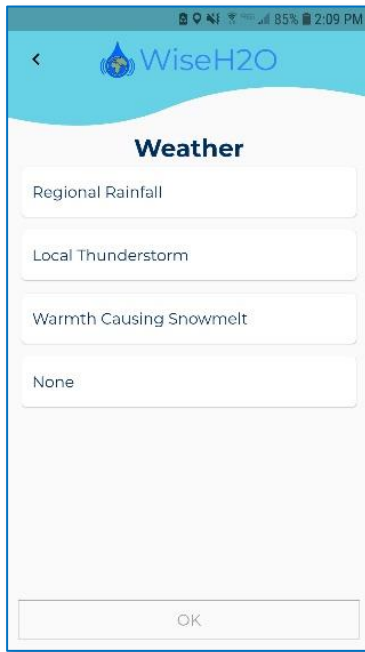 85% 2:09 PM
WiseH2O
Weather
Regional Rainfall
Local Thunderstorm
Warmth Causing Snowmelt
None
OK